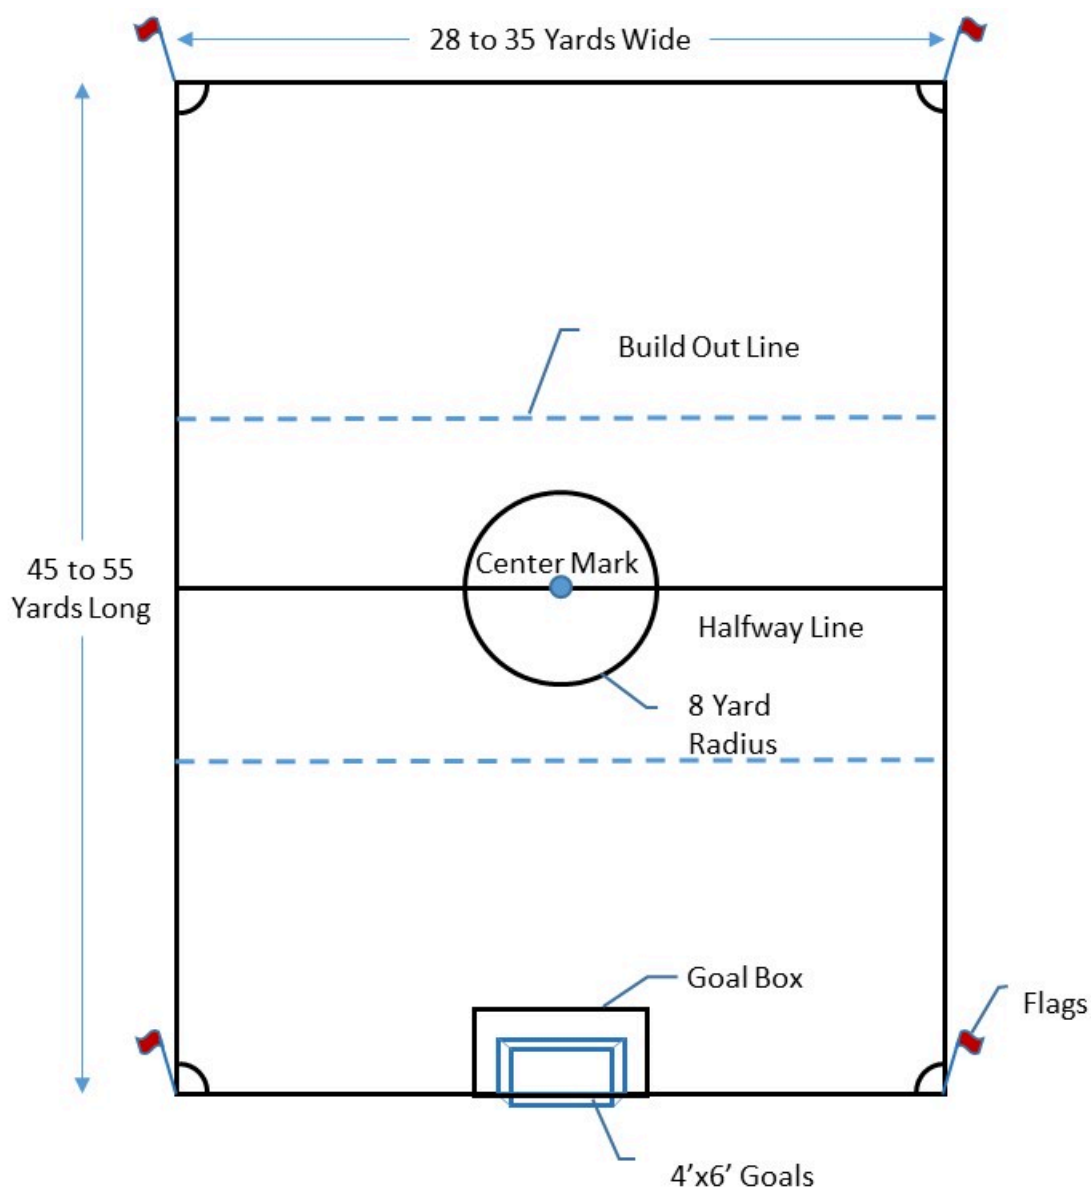 28 to 35 Yards Wide
Build Out Line
Center Mark
45 to 55
Yards Long
Halfway Line
8 Yard
Radius
Goal Box
Flags
4’x6’ Goals